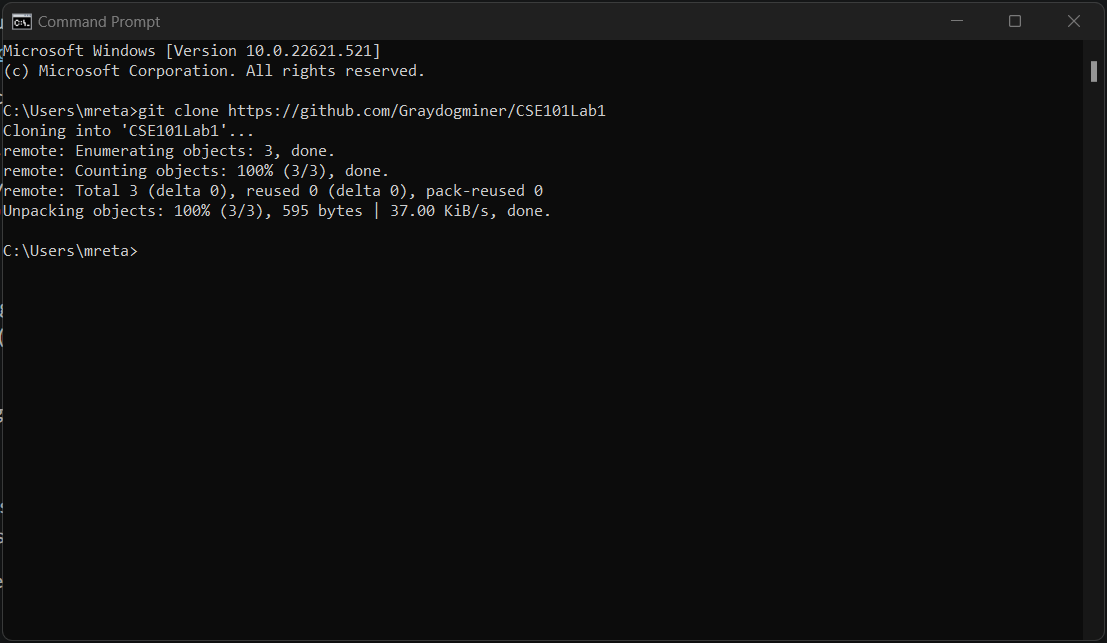 Command Prompt
Microsoft Windows [Version 10.0.22621.521]
(c) Microsoft Corporation. All rights reserved.
C:\Users\mreta>git clone https://github.com/Graydogminer/CSE101Lab1
Cloning into 'CSE101Lab1'...
remote: Enumerating objects: 3, done.
remote: Counting objects: 100% (3/3), done.
remote: Total 3 (delta 0), reused 0 (delta 0), pack-reused 0
Unpacking objects: 100% (3/3), 595 bytes | 37.00 KiB/s, done.
C:\Users\mreta>